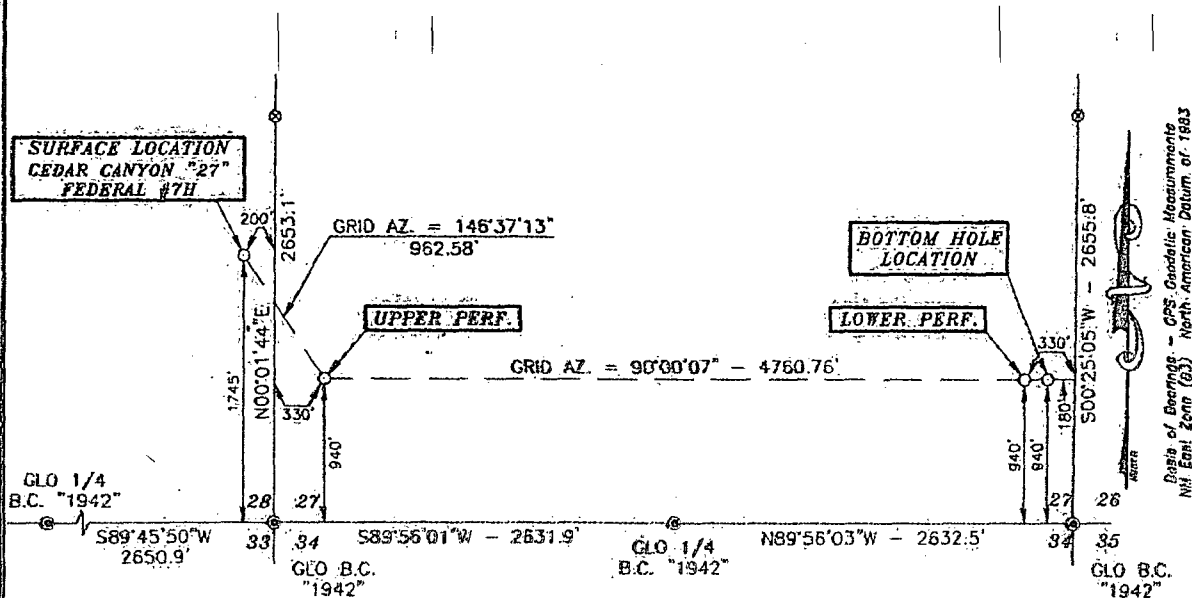 SURFACE LOCATION
CEDAR CANYON "27"
FEDERAL #7H
200'
2653.1'
GRID AZ. = 146°37'13"
962.58'
UPPER PERF.
BOTTOM HOLE
LOCATION
LOWER PERF.
330'
S00°25'05"W - 2655.8'
GRID AZ. = 90°00'07" - 4760.76'
1745'
N00°01'44"E
330'
940'
940'
940'
180'
GLO 1/4
B.C. "1942"
28
27
27
26
S89°45'50"W
2650.9'
33
34
S89°56'01"W - 2631.9'
GLO 1/4
B.C. "1942"
N89°56'03"W - 2632.5'
34
35
GLO B.C.
"1942"
GLO B.C.
"1942"
Basis of Bearings - GPS Geodetic Measurements
NM East Zone (83) North American Datum of 1983